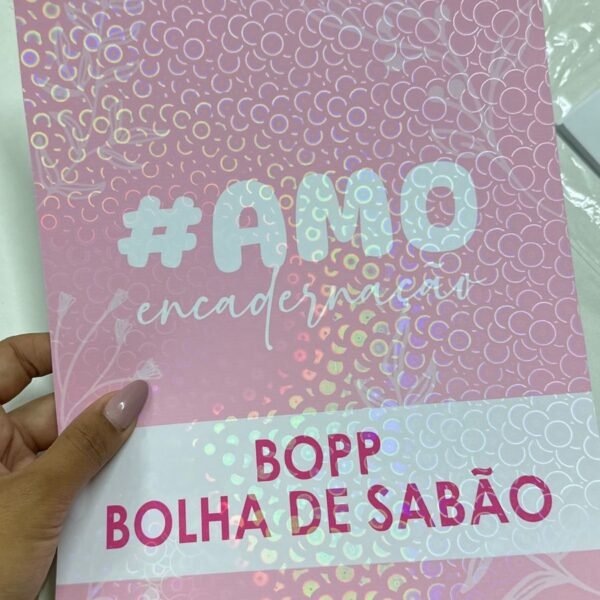 #AMO
encadernação
BOPP
BOLHA DE SABÃO